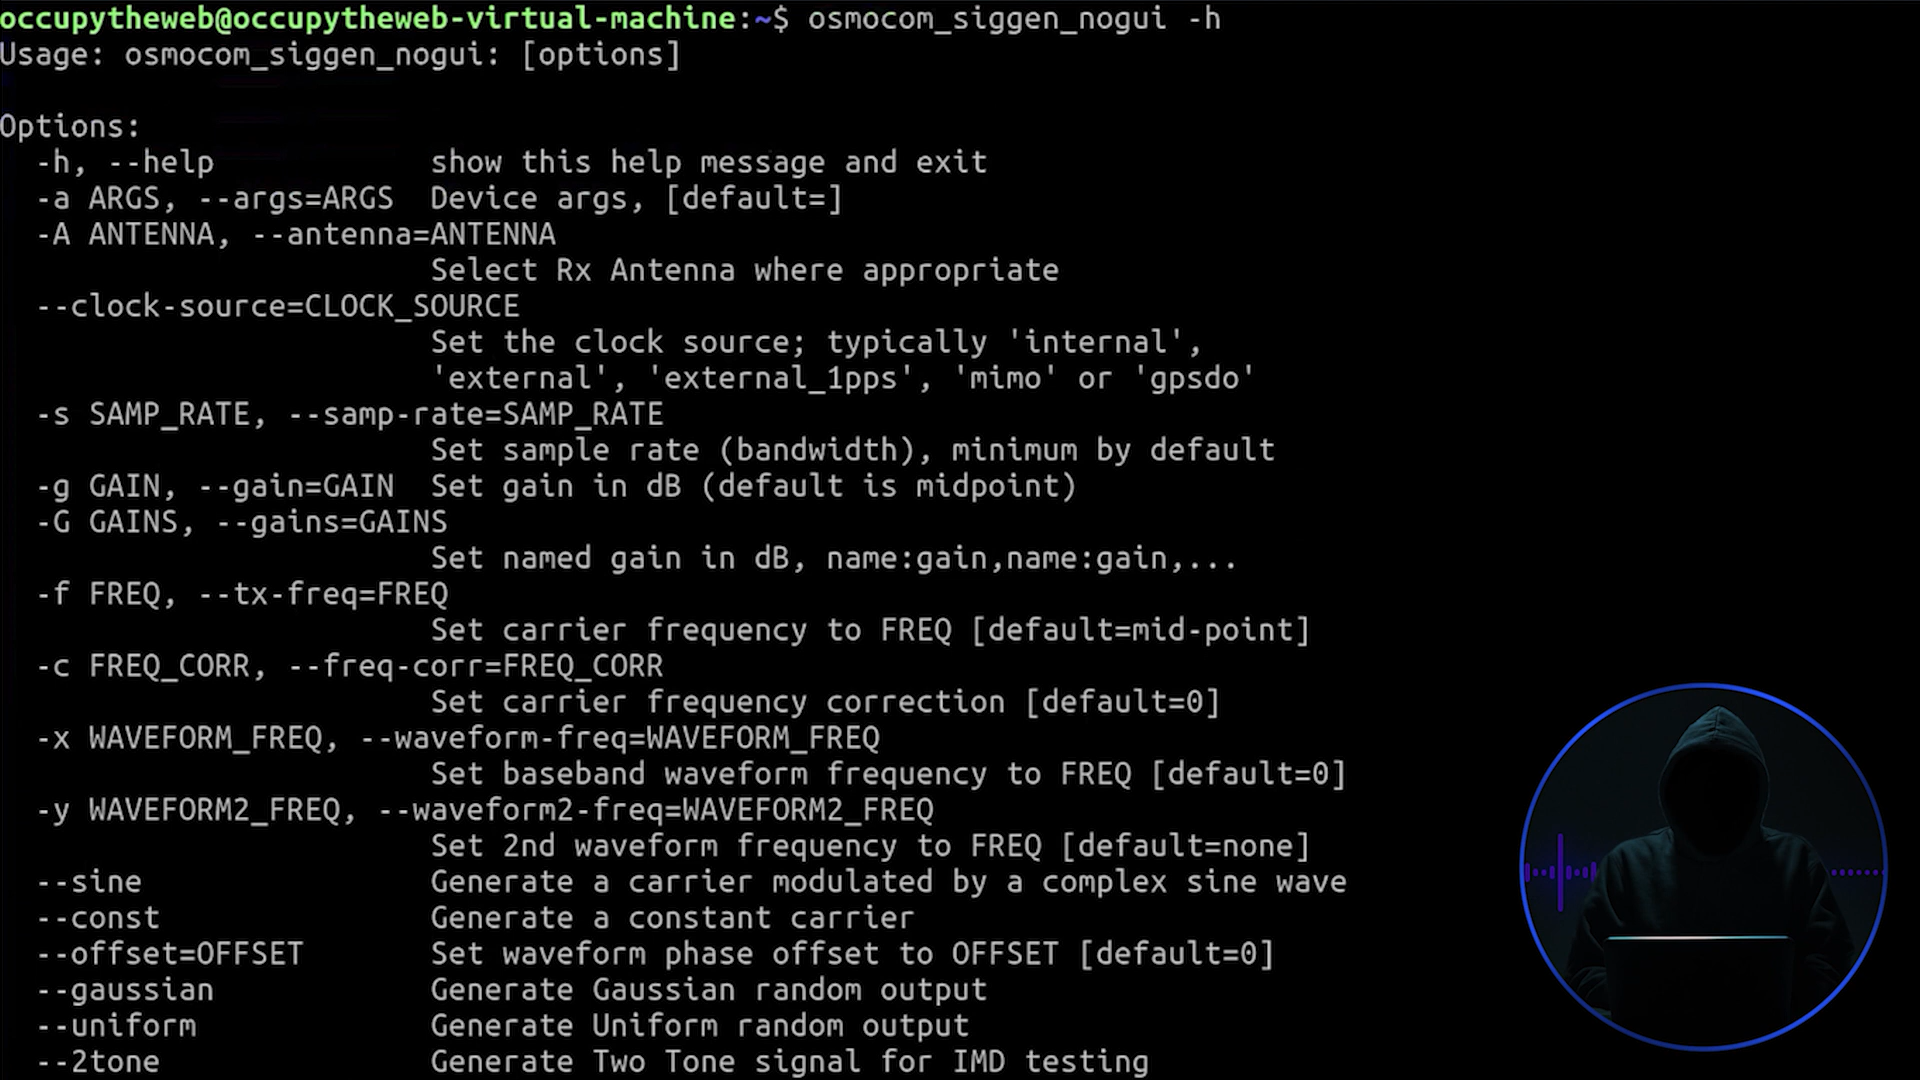 occupytheweb@occupytheweb-virtual-machine:~$ osmocom_siggen_nogui -h
Usage: osmocom_siggen_nogui: [options]

Options:
  -h, --help            show this help message and exit
  -a ARGS, --args=ARGS  Device args, [default=]
  -A ANTENNA, --antenna=ANTENNA
                        Select Rx Antenna where appropriate
  --clock-source=CLOCK_SOURCE
                        Set the clock source; typically 'internal',
                        'external', 'external_1pps', 'mimo' or 'gpsdo'
  -s SAMP_RATE, --samp-rate=SAMP_RATE
                        Set sample rate (bandwidth), minimum by default
  -g GAIN, --gain=GAIN  Set gain in dB (default is midpoint)
  -G GAINS, --gains=GAINS
                        Set named gain in dB, name:gain,name:gain,...
  -f FREQ, --tx-freq=FREQ
                        Set carrier frequency to FREQ [default=mid-point]
  -c FREQ_CORR, --freq-corr=FREQ_CORR
                        Set carrier frequency correction [default=0]
  -x WAVEFORM_FREQ, --waveform-freq=WAVEFORM_FREQ
                        Set baseband waveform frequency to FREQ [default=0]
  -y WAVEFORM2_FREQ, --waveform2-freq=WAVEFORM2_FREQ
                        Set 2nd waveform frequency to FREQ [default=none]
  --sine                Generate a carrier modulated by a complex sine wave
  --const               Generate a constant carrier
  --offset=OFFSET       Set waveform phase offset to OFFSET [default=0]
  --gaussian            Generate Gaussian random output
  --uniform             Generate Uniform random output
  --2tone               Generate Two Tone signal for IMD testing